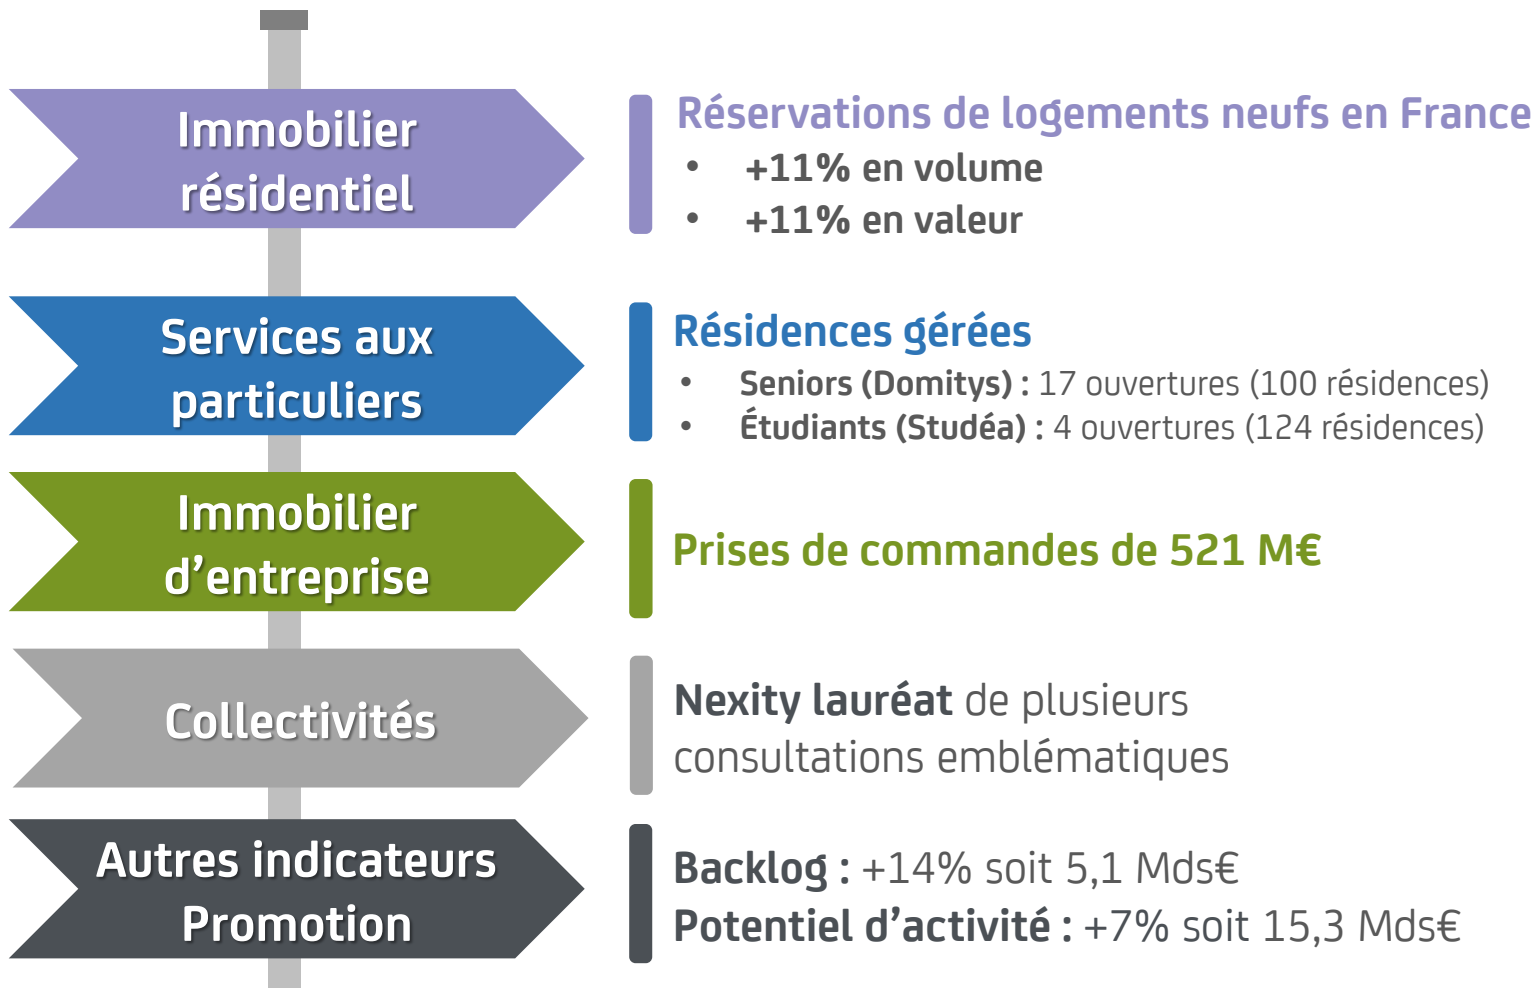 Immobilier
résidentiel
Réservations de logements neufs en France
• +11% en volume
• +11% en valeur
Services aux
particuliers
Résidences gérées
• Seniors (Domitys) : 17 ouvertures (100 résidences)
• Étudiants (Studéa) : 4 ouvertures (124 résidences)
Immobilier
d’entreprise
Prises de commandes de 521 M€
Collectivités
Nexity lauréat de plusieurs
consultations emblématiques
Autres indicateurs
Promotion
Backlog : +14% soit 5,1 Mds€
Potentiel d’activité : +7% soit 15,3 Mds€